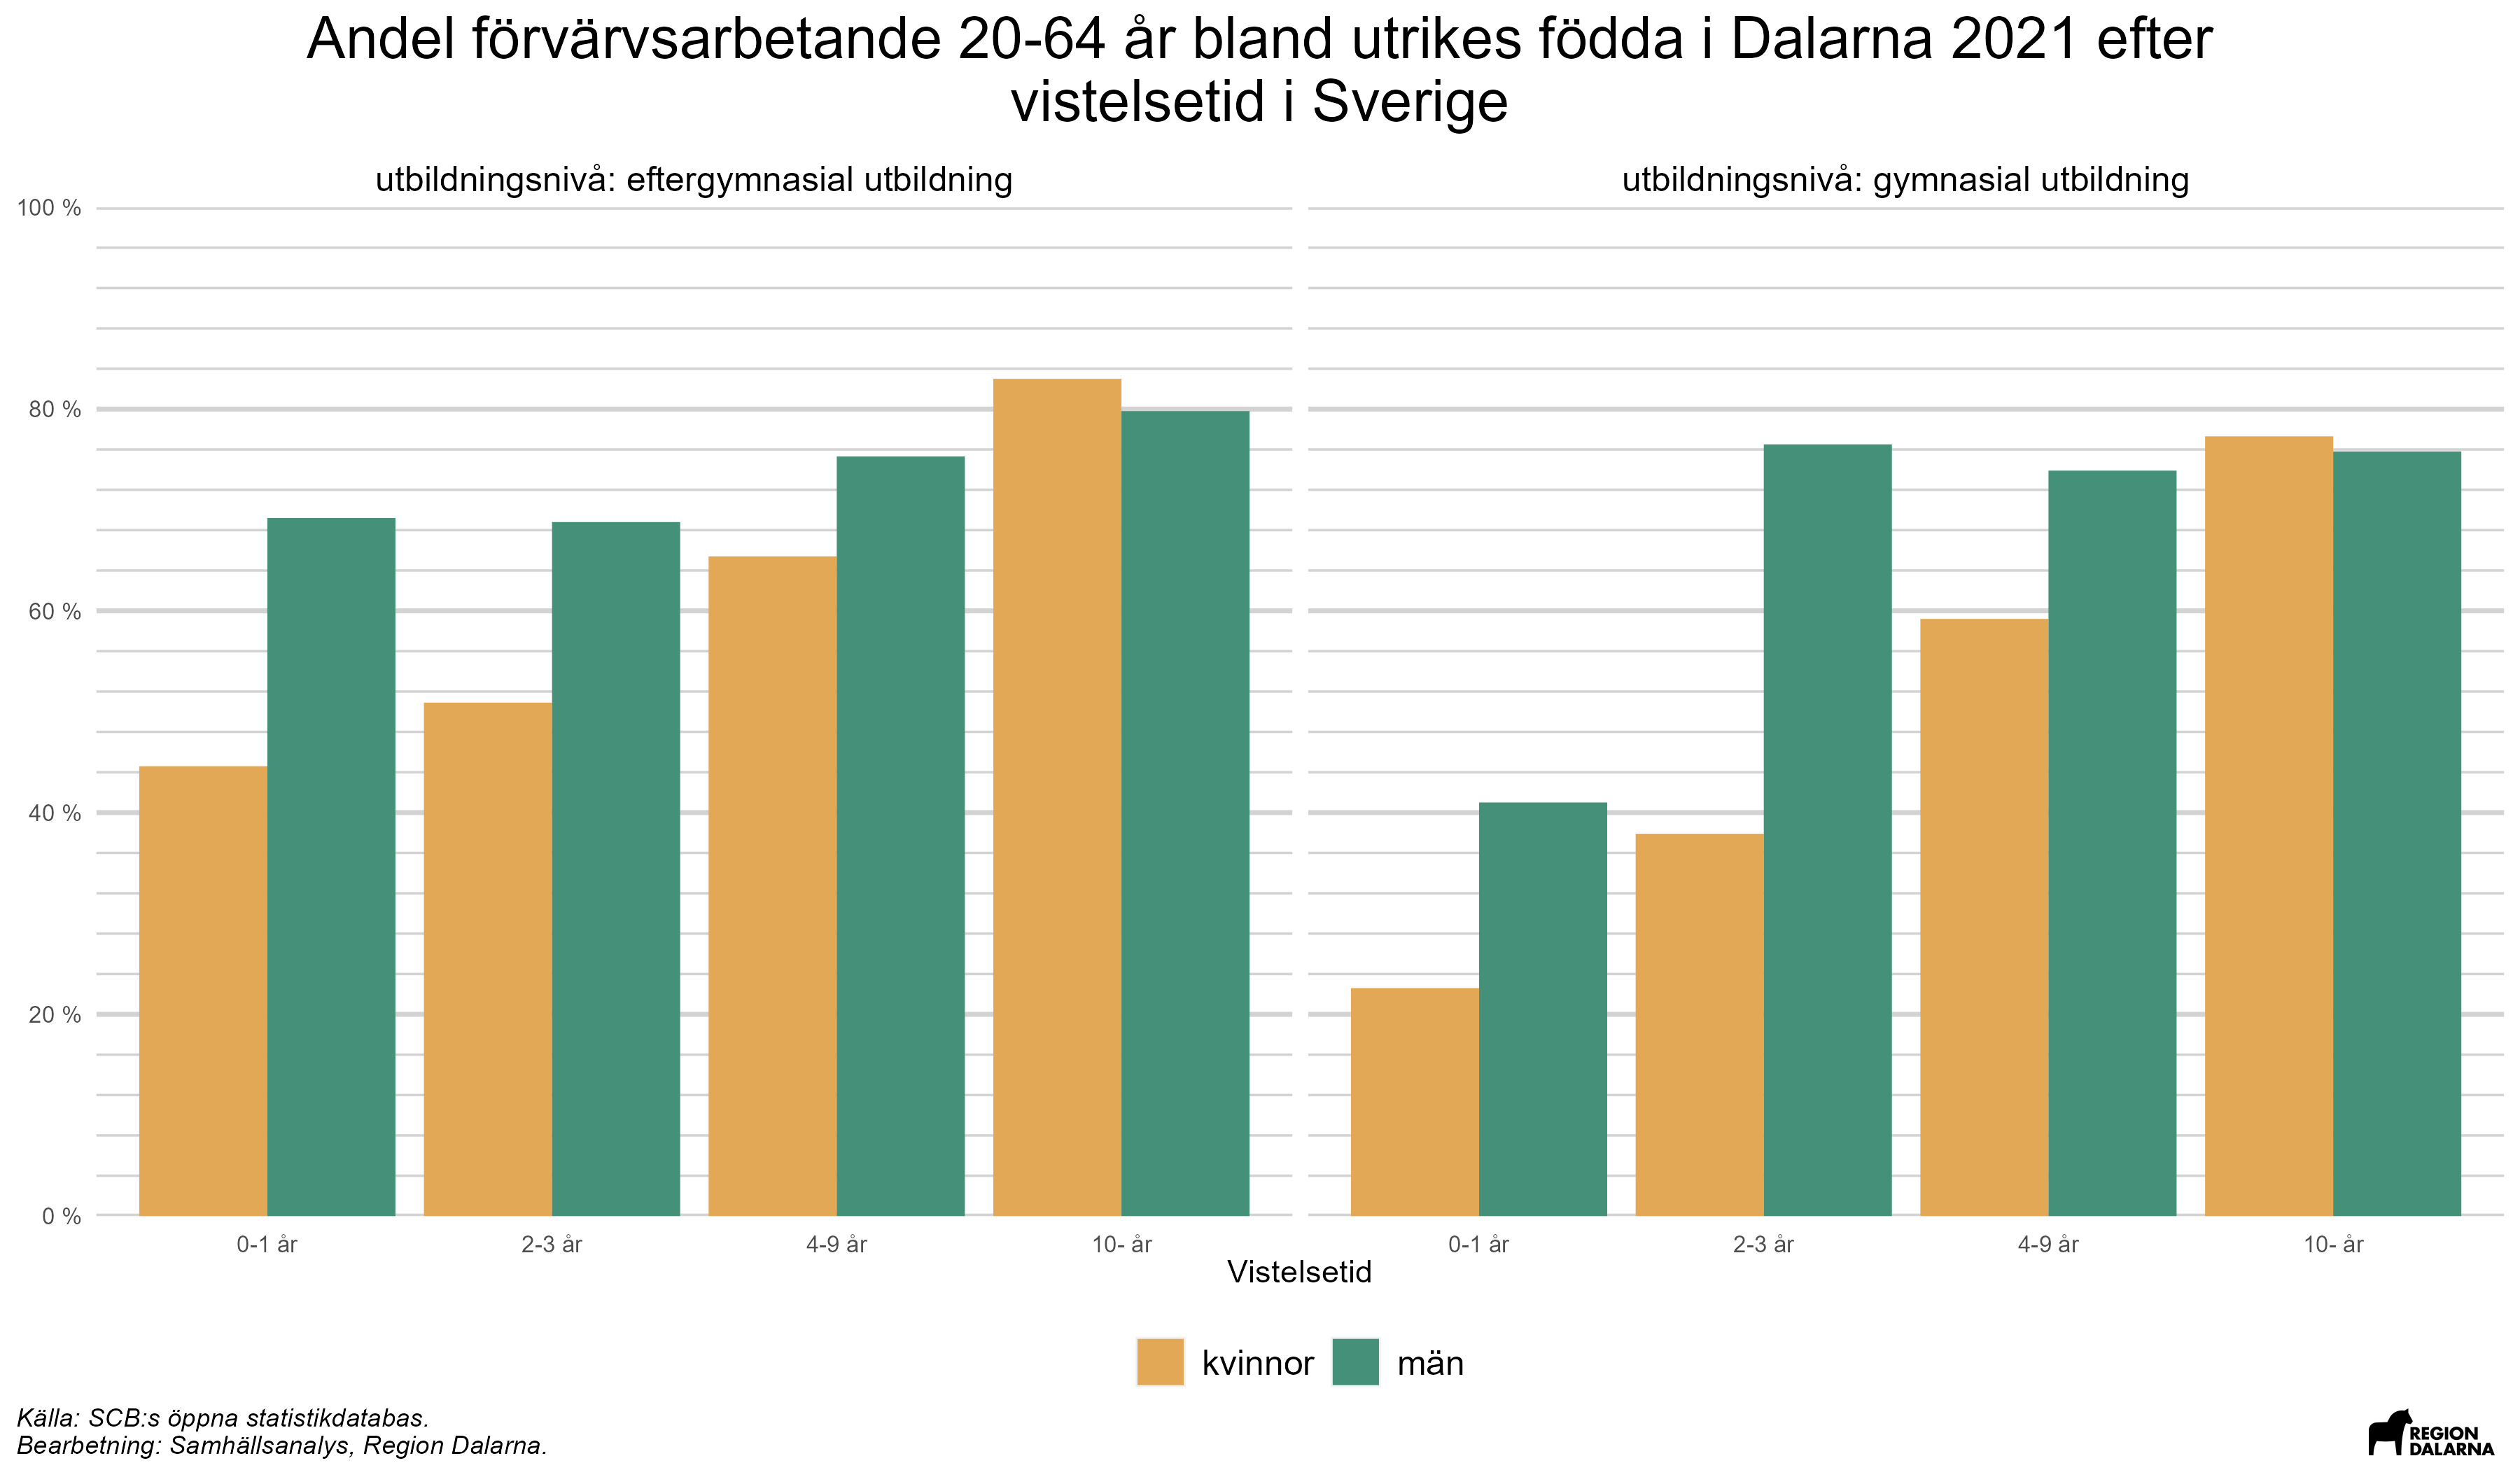 Andel förvärvsarbetande 20-64 år bland utrikes födda i Dalarna 2021 efter
vistelsetid i Sverige
utbildningsnivå: eftergymnasial utbildning
utbildningsnivå: gymnasial utbildning
100 %
80 %
60 %
40 %
20 %
0 %
0-1 år
2-3 år
4-9 år
10- år
0-1 år
2-3 år
4-9 år
10- år
Vistelsetid
kvinnor
män
Källa: SCB:s öppna statistikdatabas.
Bearbetning: Samhällsanalys, Region Dalarna.
REGION
DALARNA